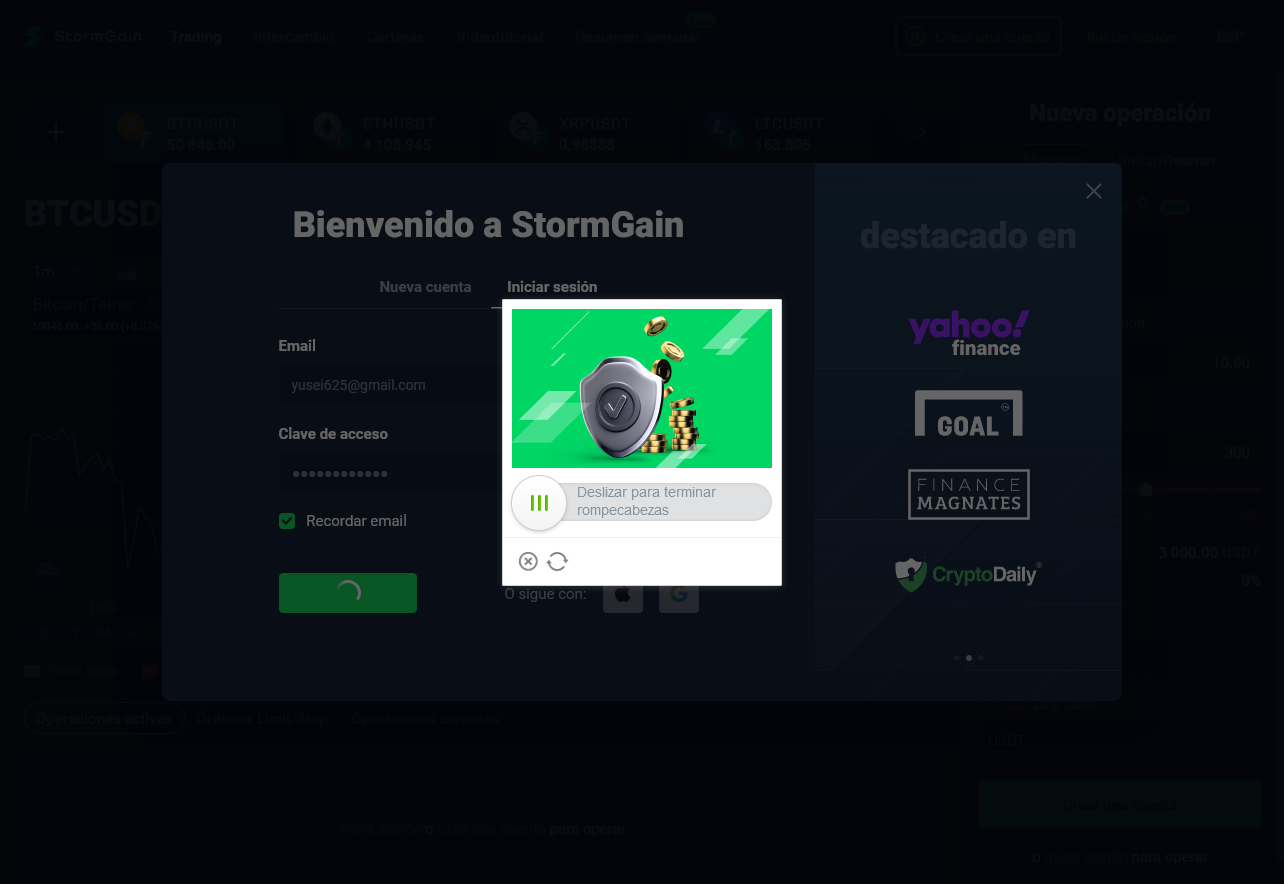 StormGain
Trading
Intercambio
Carteras
Videotutorial
Resumen semanal
Crear una cuenta
Iniciar sesión
ESP
BTCUSDT
50 846.00
ETHUSDT
4 108.945
XRPUSDT
0.98888
LTCUSDT
163.805
Nueva operación
BTCUSD
1m
Bitcoin/Tether
50846.00 +36.00 (+0.07%
Bienvenido a StormGain
Nueva cuenta
Iniciar sesión
Email
yusei625@gmail.com
Clave de acceso
Recordar email
O sigue con:
Deslizar para terminar
rompecabezas
destacado en
yahoo!
finance
GOAL
FINANCE
MAGNATES
CryptoDaily
10.00
300
3 000.00 USDT
0%
Stop Loss
USDT
Operaciones activas
Órdenes Limit/Stop
Operaciones cerradas
Inicie sesión o Crea una cuenta para operar
Crear una cuenta
o iniciar sesión para operar